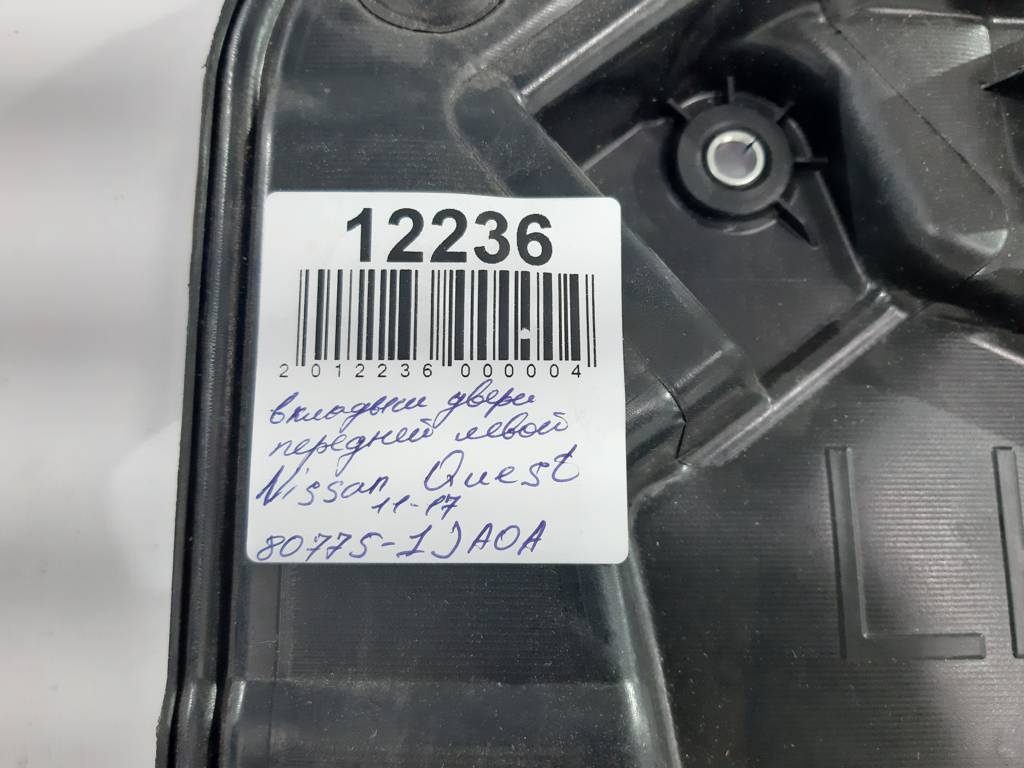 12236
2 012236 000004
вкладыш двери
передней левой
Nissan Quest
11-17
80775-1JA0A